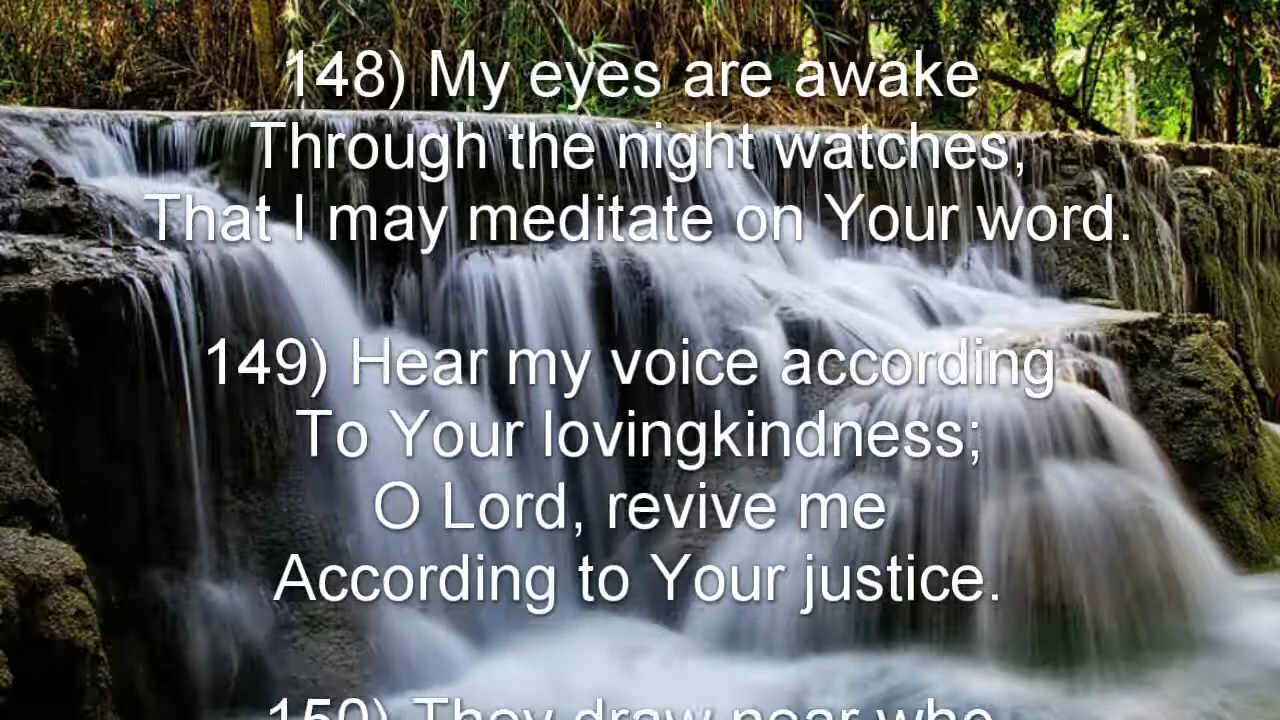 148) My eyes are awake
Through the night watches,
That I may meditate on Your word.
149) Hear my voice according
To Your lovingkindness;
O Lord, revive me
According to Your justice.
150) They draw near who